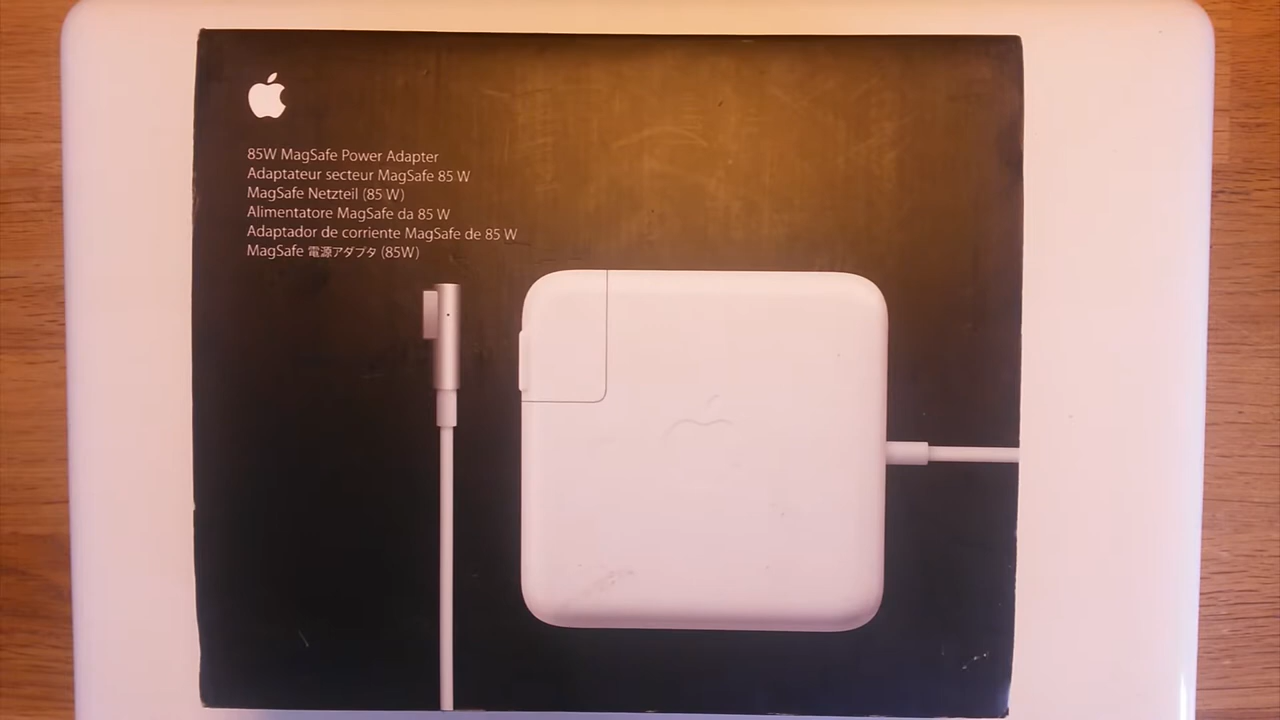 85W MagSafe Power Adapter
Adaptateur secteur MagSafe 85 W
MagSafe Netzteil (85 W)
Alimentatore MagSafe da 85 W
Adaptador de corriente MagSafe de 85 W
MagSafe 電源アダプタ (85W)